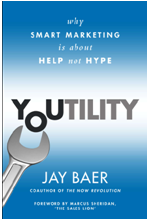 why
SMART MARKETING
is about
HELP not HYPE
YOUTILITY
JAY BAER
COAUTHOR OF THE NOW REVOLUTION
FOREWORD BY MARCUS SHERIDAN,
"THE SALES LION"